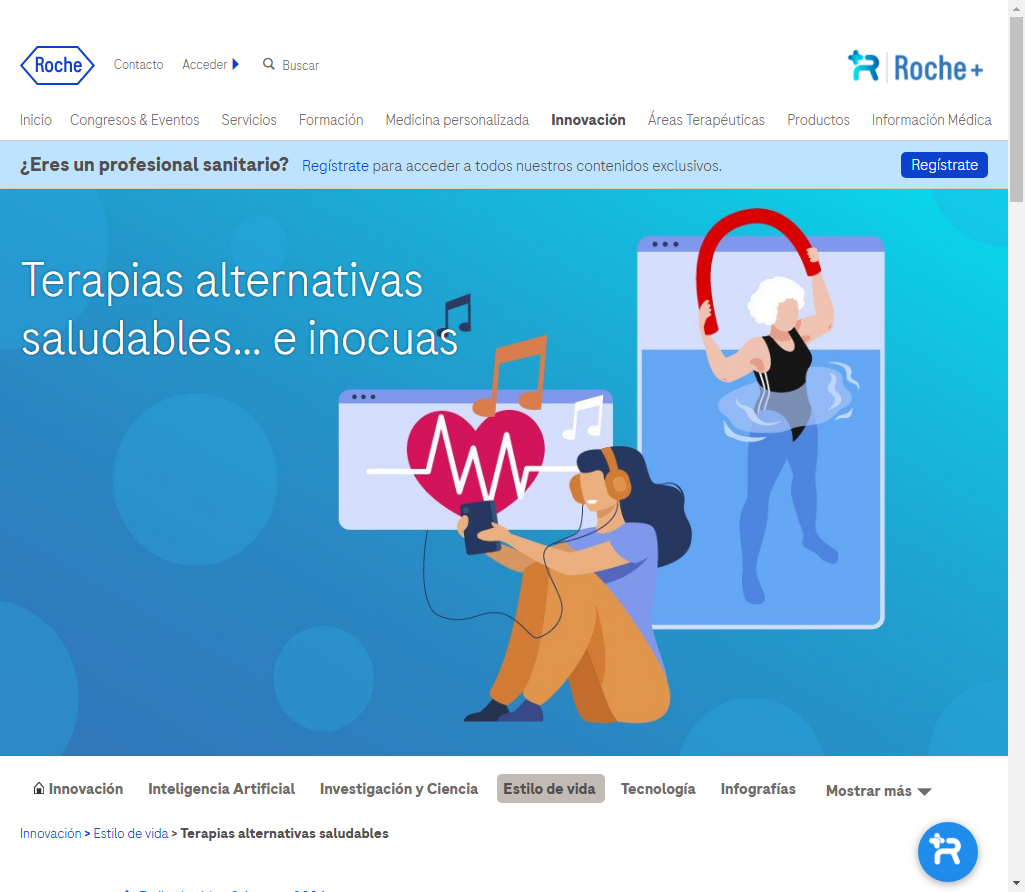 Roche
Contacto Acceder Buscar
Roche+
Inicio Congresos & Eventos Servicios Formación Medicina personalizada Innovación Áreas Terapéuticas Productos Información Médica
¿Eres un profesional sanitario? Regístrate para acceder a todos nuestros contenidos exclusivos. Regístrate
Terapias alternativas
saludables... e inocuas
Innovación Inteligencia Artificial Investigación y Ciencia Estilo de vida Tecnología Infografías Mostrar más
Innovación > Estilo de vida > Terapias alternativas saludables